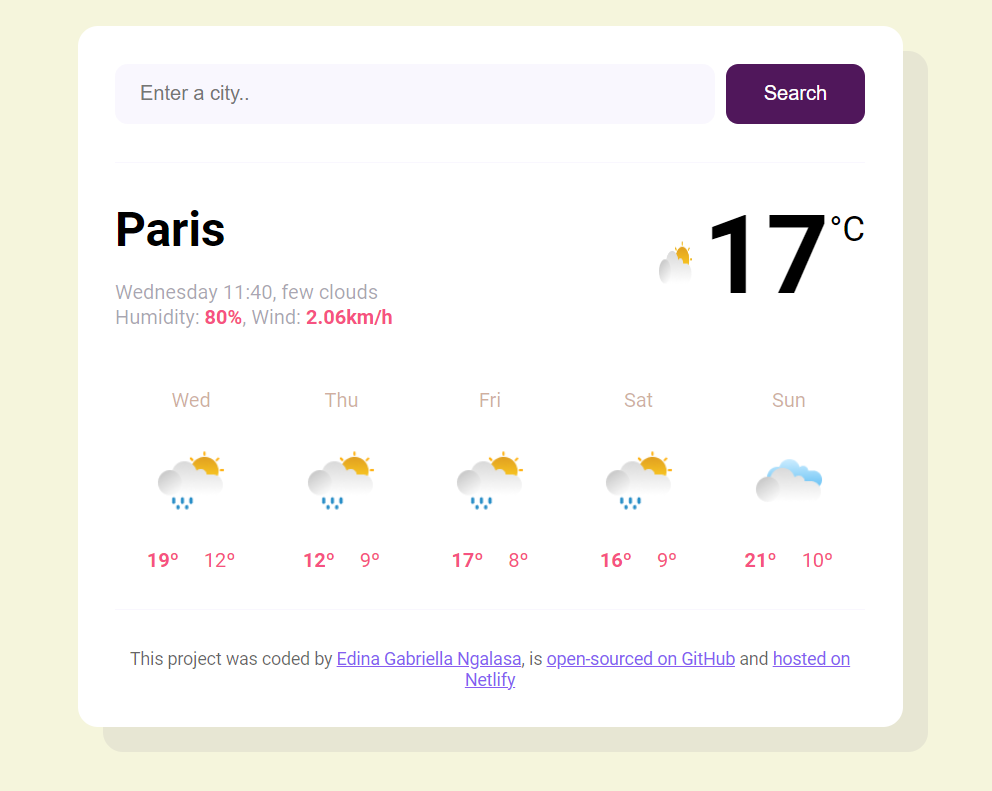 Enter a city.. Search
Paris 17°C
Wednesday 11:40, few clouds
Humidity: 80%, Wind: 2.06km/h
Wed Thu Fri Sat Sun
19° 12° 12° 9° 17° 8° 16° 9° 21° 10°
This project was coded by Edina Gabriella Ngalasa, is open-sourced on GitHub and hosted on
Netlify